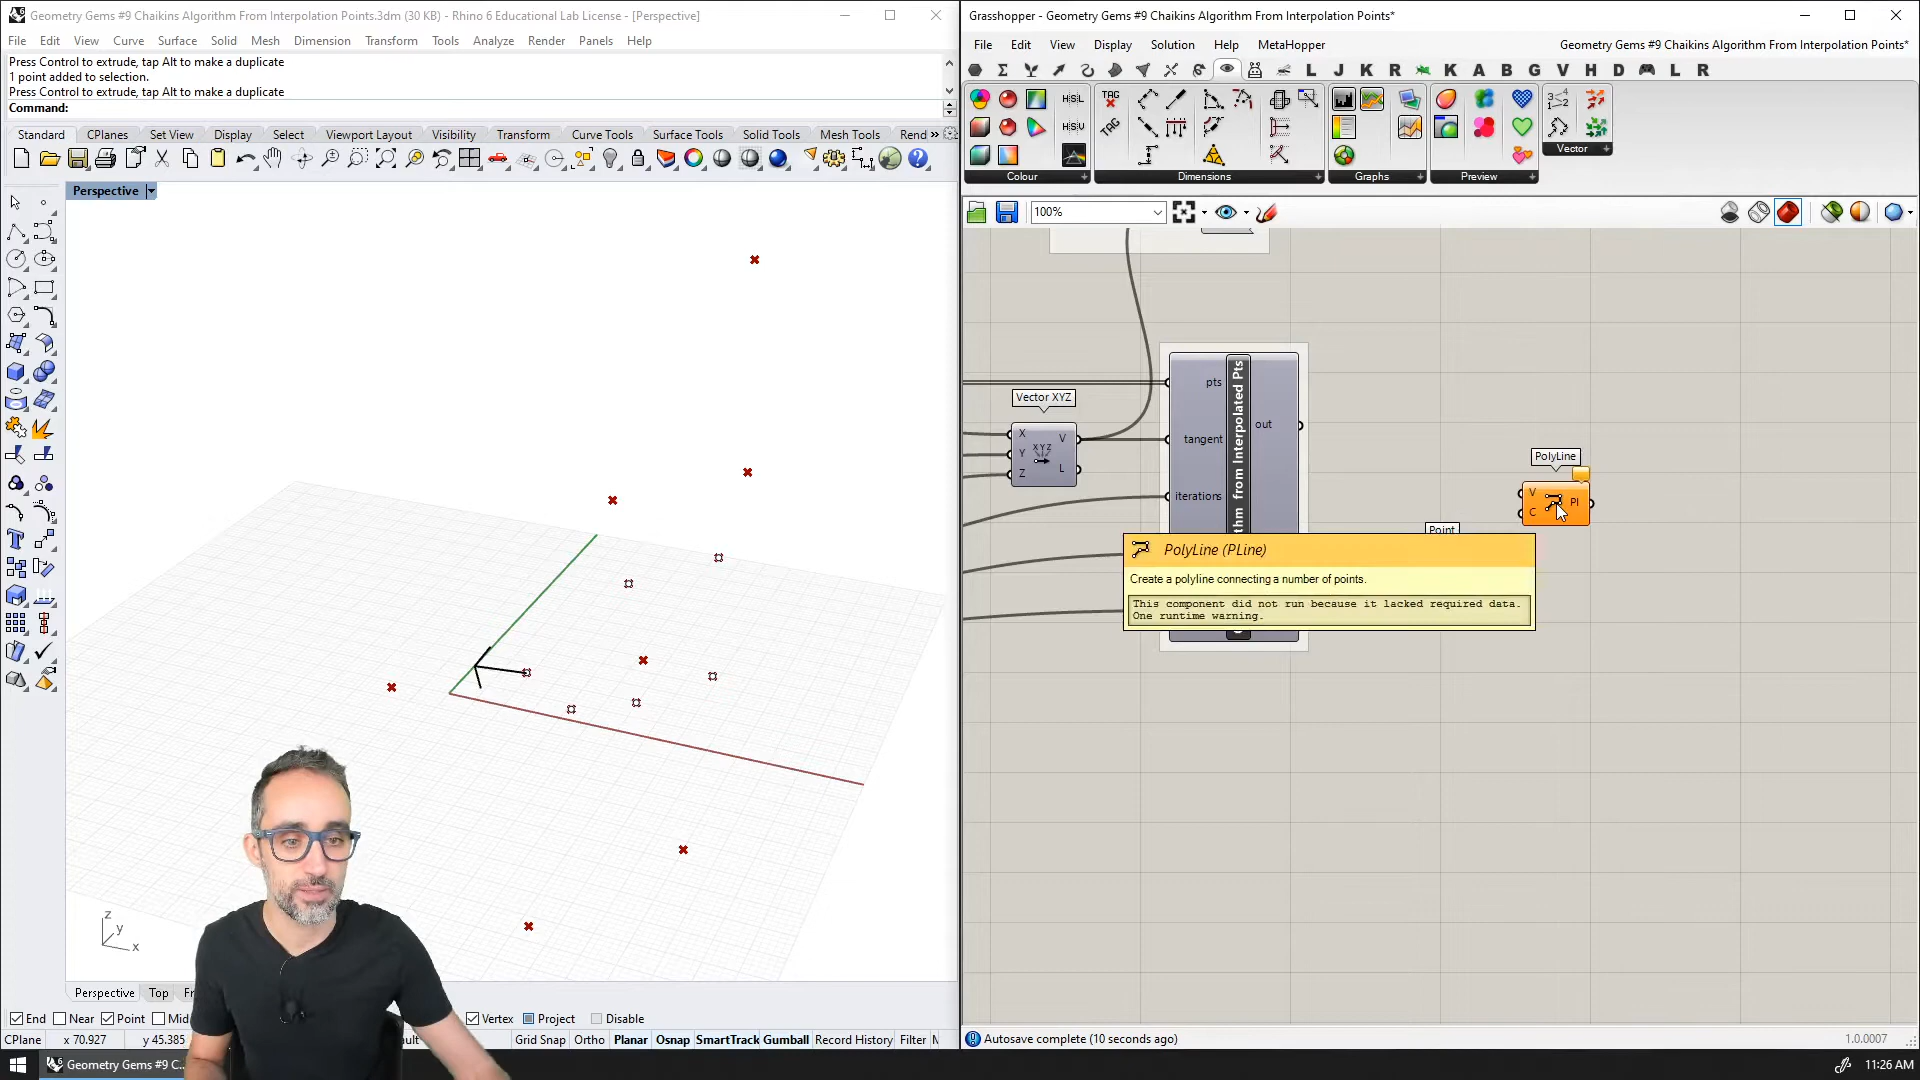 Geometry Gems #9 Chaikins Algorithm From Interpolation Points.3dm (30 KB) - Rhino 6 Educational Lab License - [Perspective]
File Edit View Curve Surface Solid Mesh Dimension Transform Tools Analyze Render Panels Help
Press Control to extrude, tap Alt to make a duplicate
1 point added to selection.
Press Control to extrude, tap Alt to make a duplicate
Command:
Standard CPlanes Set View Display Select Viewport Layout Visibility Transform Curve Tools Surface Tools Solid Tools Mesh Tools Rend »
Perspective
z
y
x
Perspective Top Fr
End Near Point Mid Vertex Project Disable
CPlane x 70.927 y 45.385 ault Grid Snap Ortho Planar Osnap SmartTrack Gumball Record History Filter M
Grasshopper - Geometry Gems #9 Chaikins Algorithm From Interpolation Points*
File Edit View Display Solution Help MetaHopper Geometry Gems #9 Chaikins Algorithm From Interpolation Points*
L J K R K A B G V H D L R
HSL
HSV
TAG
TAG
Colour Dimensions Graphs Preview Vector
100%
Vector XYZ
X
Y
Z
XYZ
V
L
pts
tangent
iterations
thm from Interpolated Pts
out
PolyLine
V
C
Pl
Point
PolyLine (PLine)
Create a polyline connecting a number of points.
This component did not run because it lacked required data.
One runtime warning.
Autosave complete (10 seconds ago) 1.0.0007
Geometry Gems #9 C... 11:26 AM